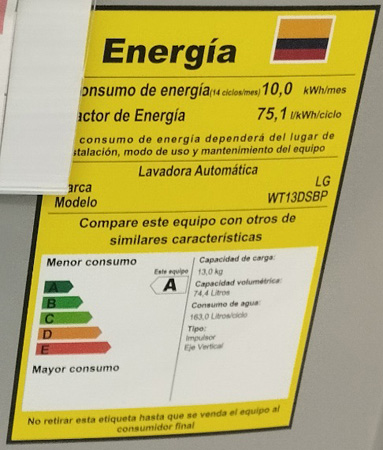 Energía
onsumo de energía(14 ciclos/mes) 10,0 kWh/mes
actor de Energía 75,1 l/kWh/ciclo
consumo de energía dependerá del lugar de
stalación, modo de uso y mantenimiento del equipo
Lavadora Automática
arca LG
Modelo WT13DSBP
Compare este equipo con otros de
similares características
Menor consumo
Este equipo
A
A
B
C
D
E
Mayor consumo
Capacidad de carga:
13,0 kg
Capacidad volumétrica:
74,4 Litros
Consumo de agua:
163,0 Litros/ciclo
Tipo:
Impulsor
Eje Vertical
No retirar esta etiqueta hasta que se venda el equipo al
consumidor final